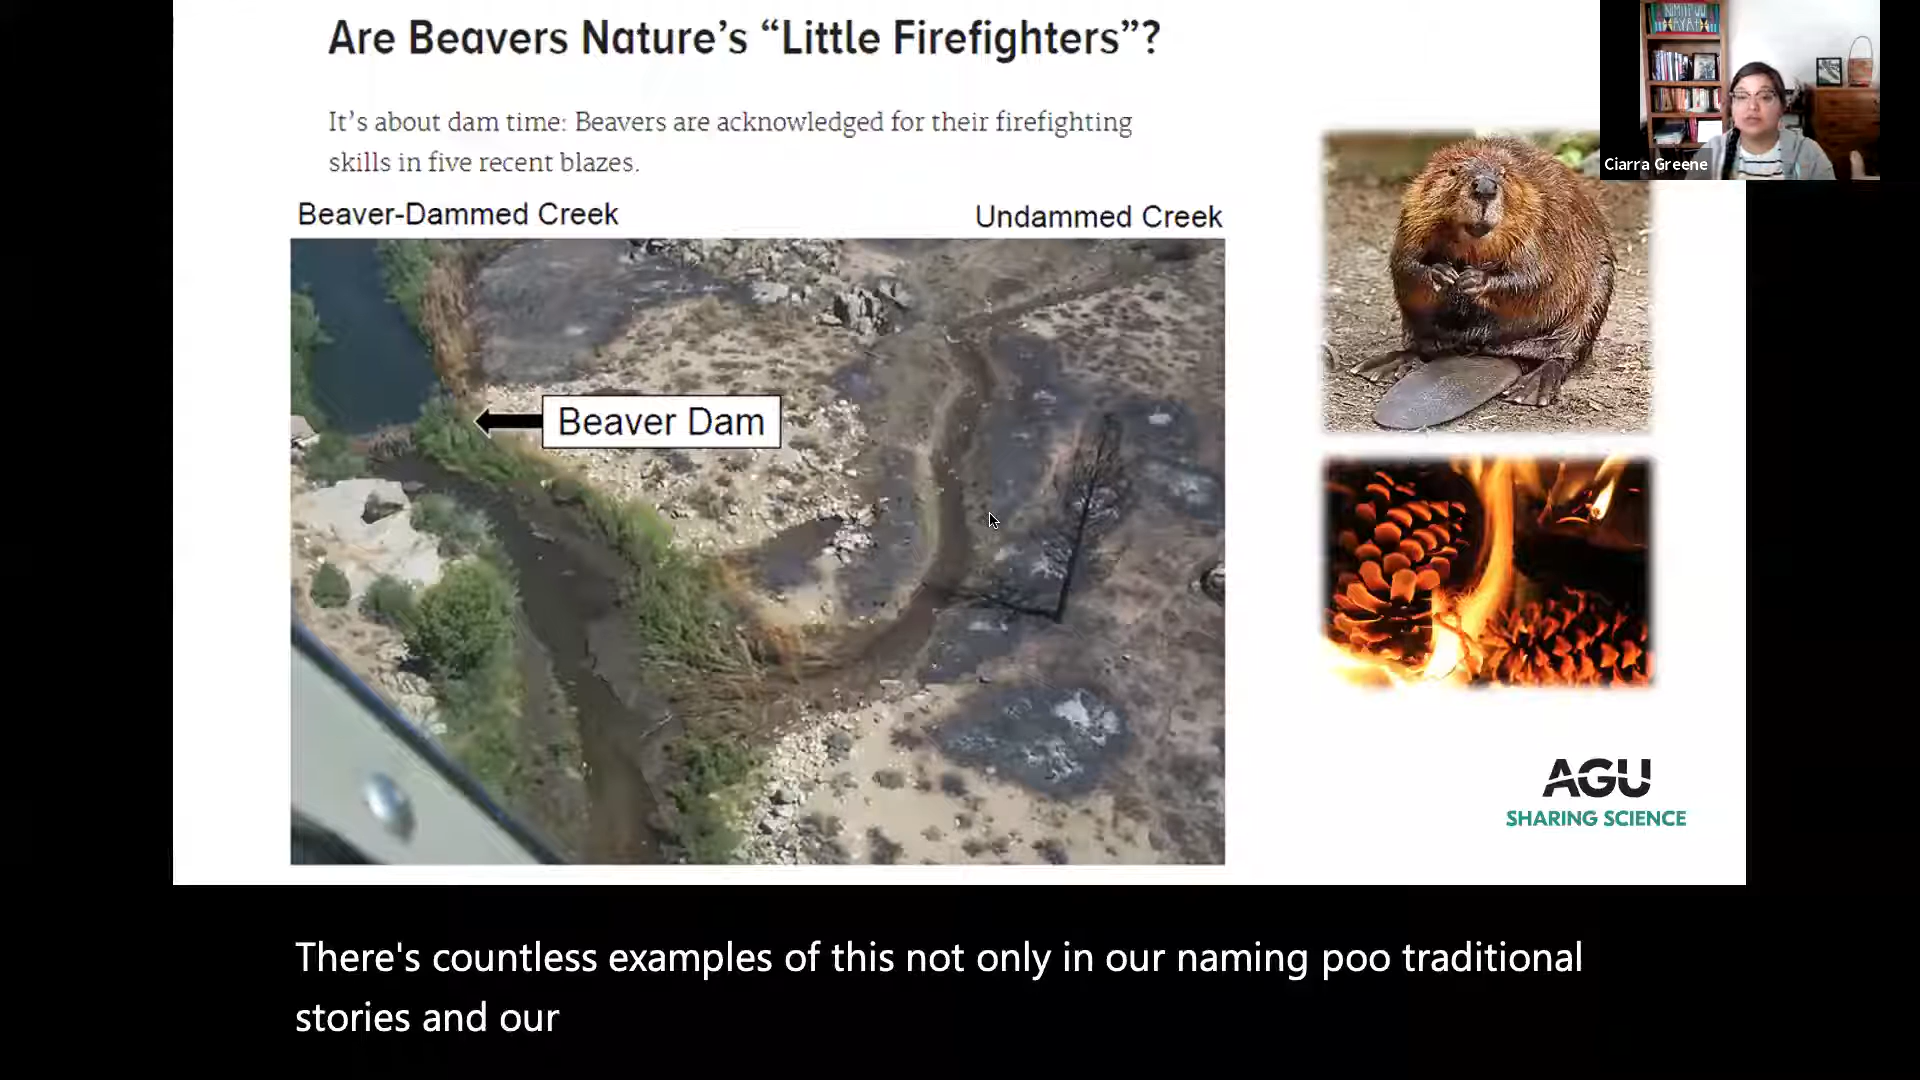 Are Beavers Nature's “Little Firefighters”?
It's about dam time: Beavers are acknowledged for their firefighting
skills in five recent blazes.
Beaver-Dammed Creek
Undammed Creek
Beaver Dam
NIMIIPUU
Ciarra Greene
AGU
SHARING SCIENCE
There's countless examples of this not only in our naming poo traditional
stories and our